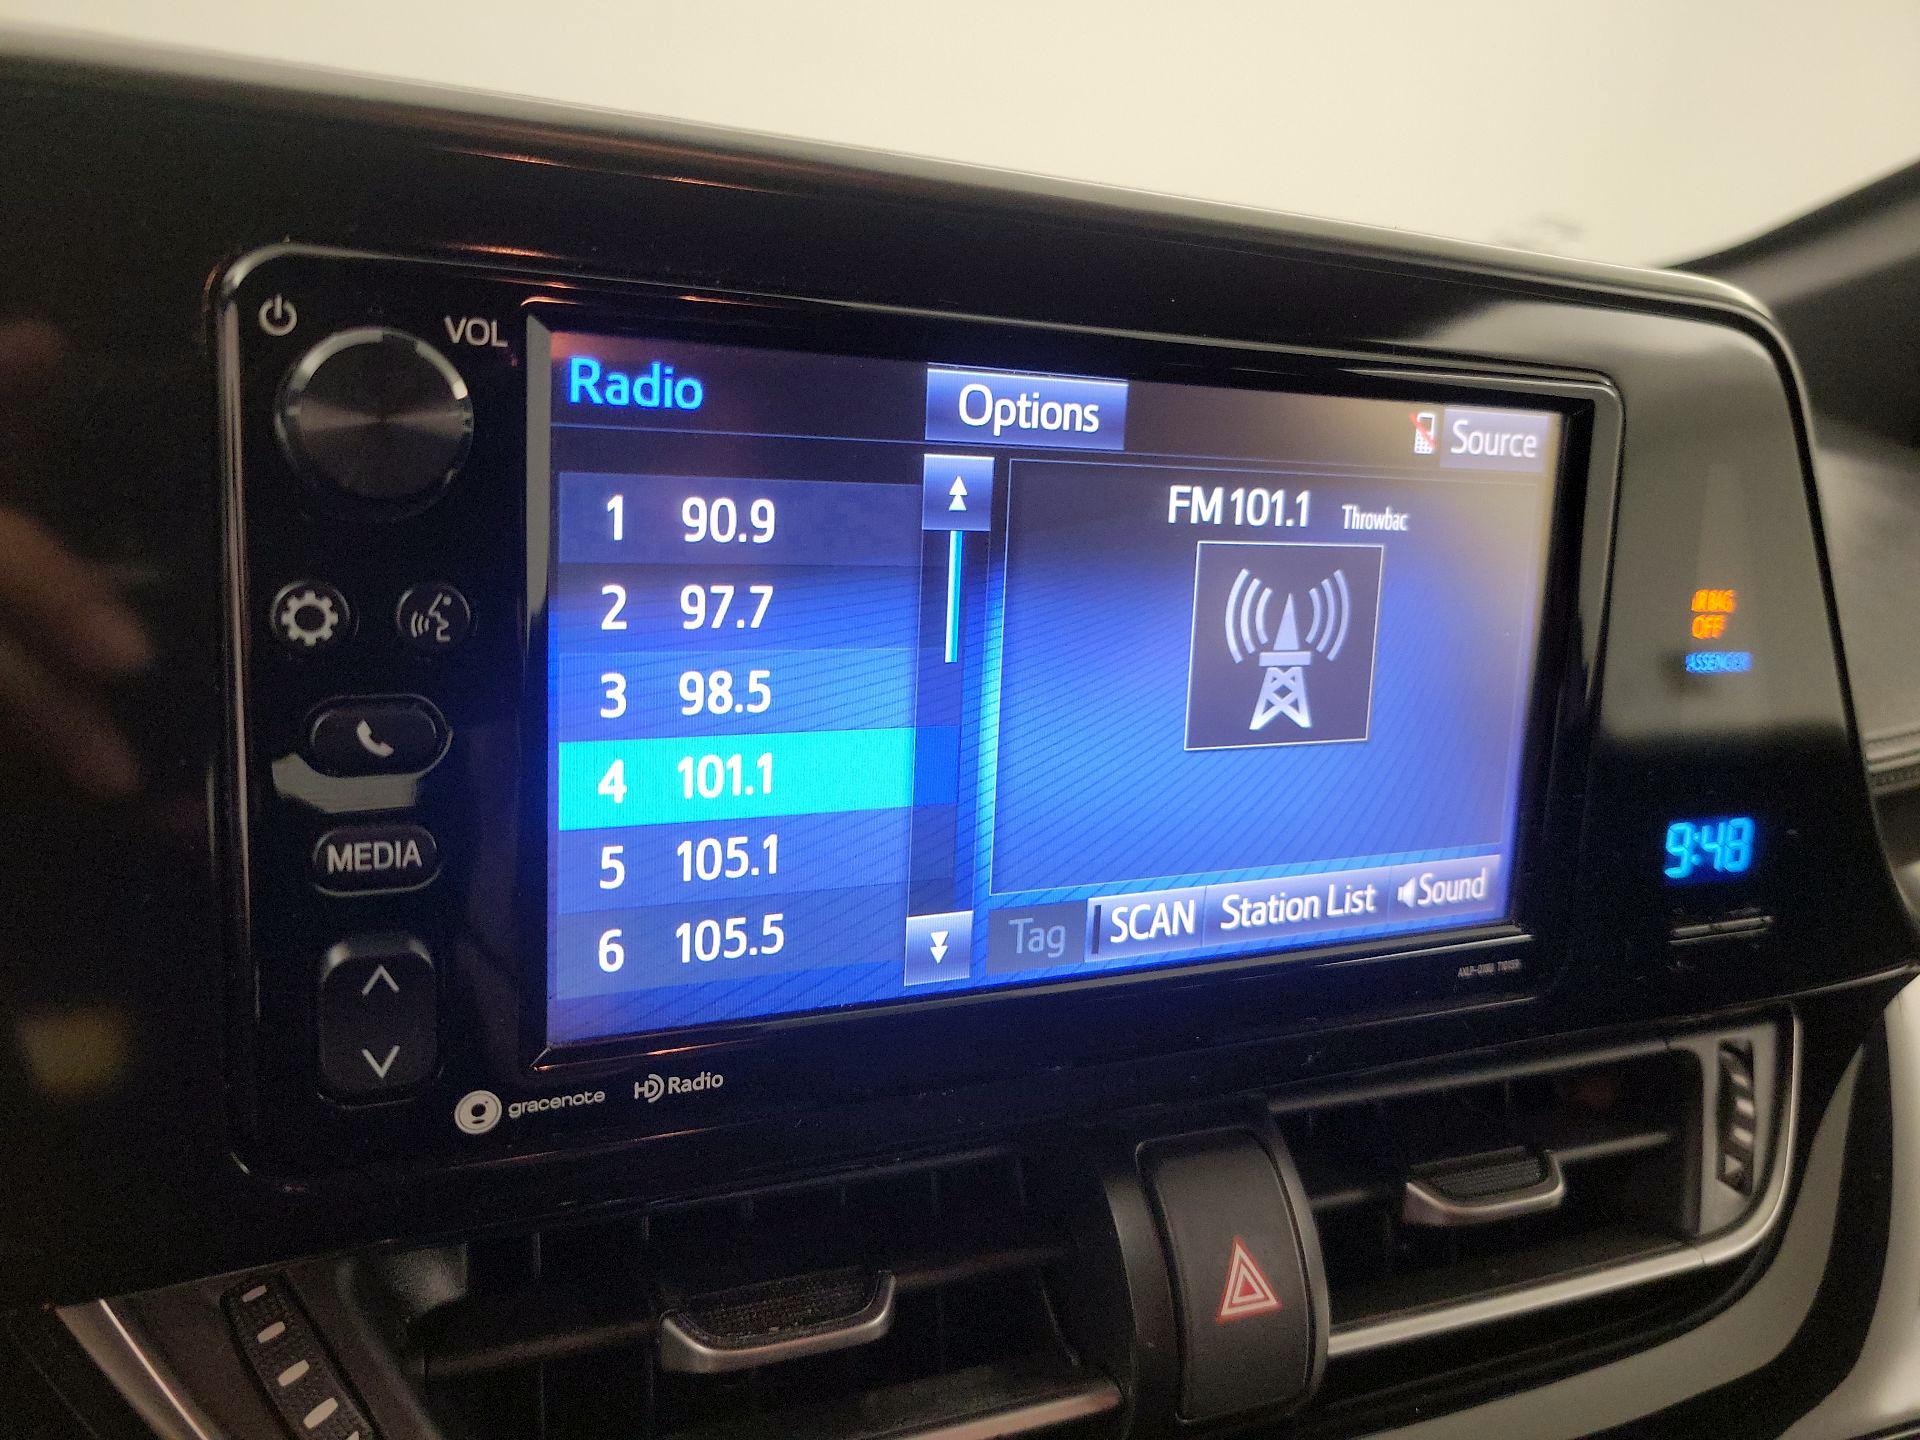 VOL
Radio
Options
Source
1 90.9
2 97.7
3 98.5
4 101.1
5 105.1
6 105.5
FM 101.1 Throwbac
Tag
SCAN
Station List
Sound
MEDIA
gracenote
HD Radio
AIRBAG
OFF
PASSENGER
9:48